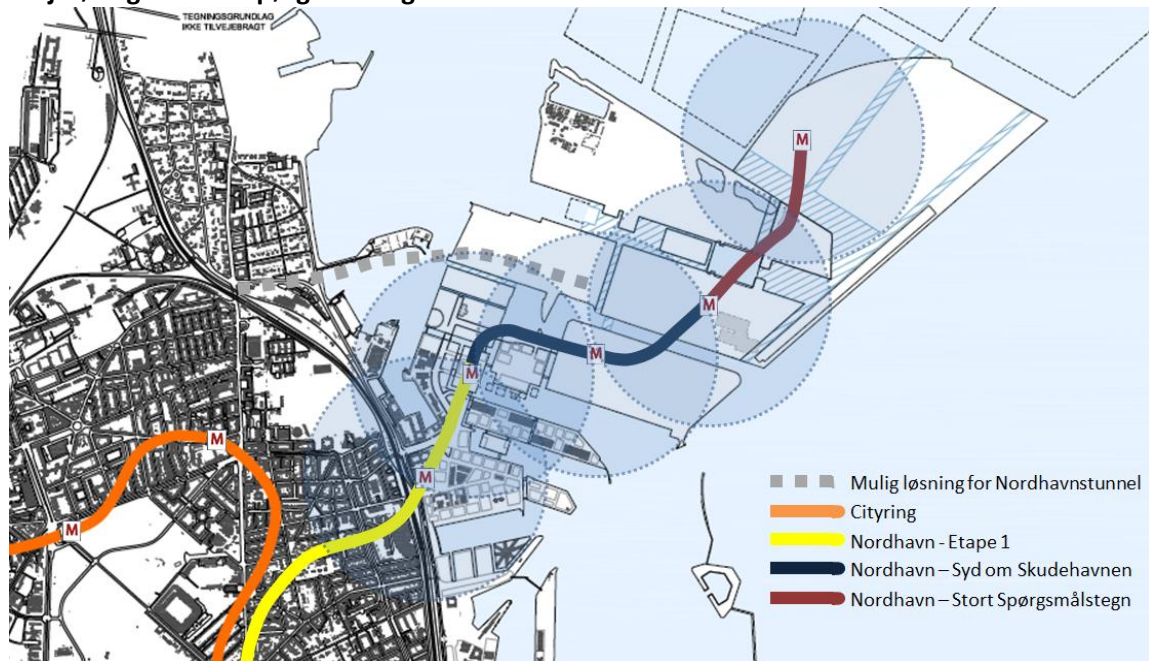 TEGNINGSGRUNDLAG
IKKE TILVEJEBRAGT
M
M
M
M
M
M
M
Mulig løsning for Nordhavnstunnel
Cityring
Nordhavn - Etape 1
Nordhavn – Syd om Skudehavnen
Nordhavn – Stort Spørgsmålstegn